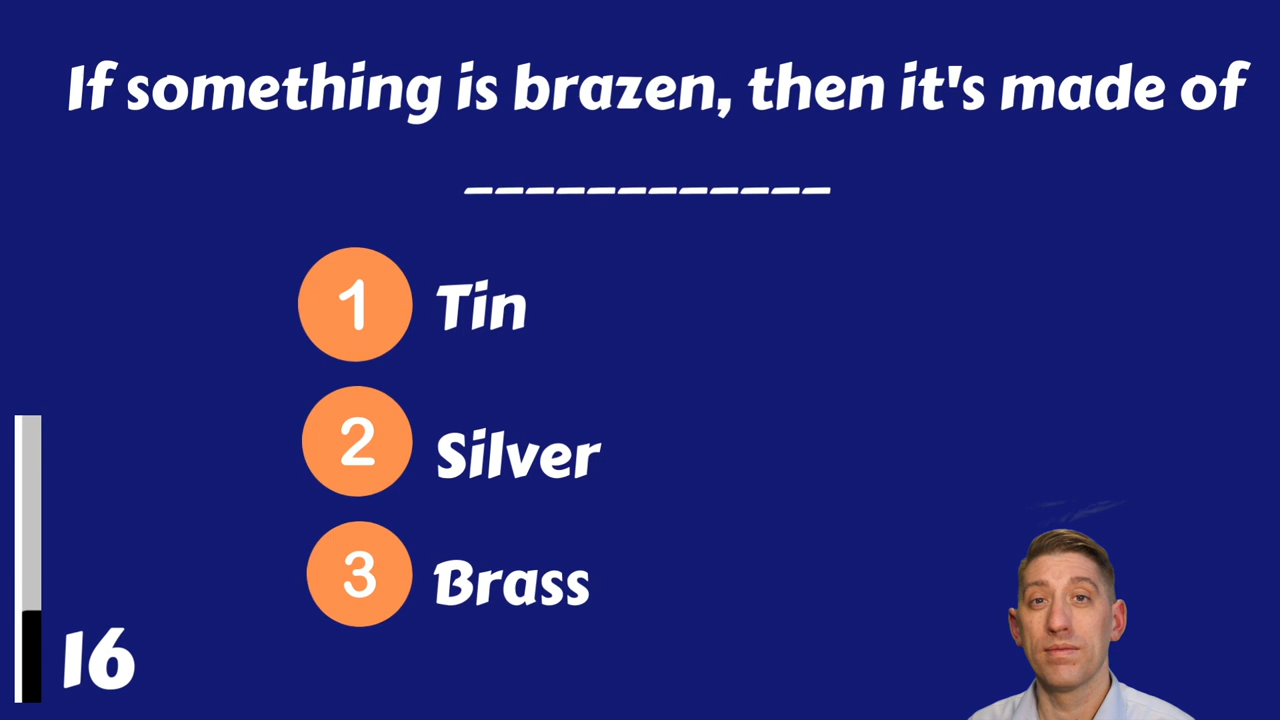 If something is brazen, then it's made of
____________
1 Tin
2 Silver
3 Brass
16